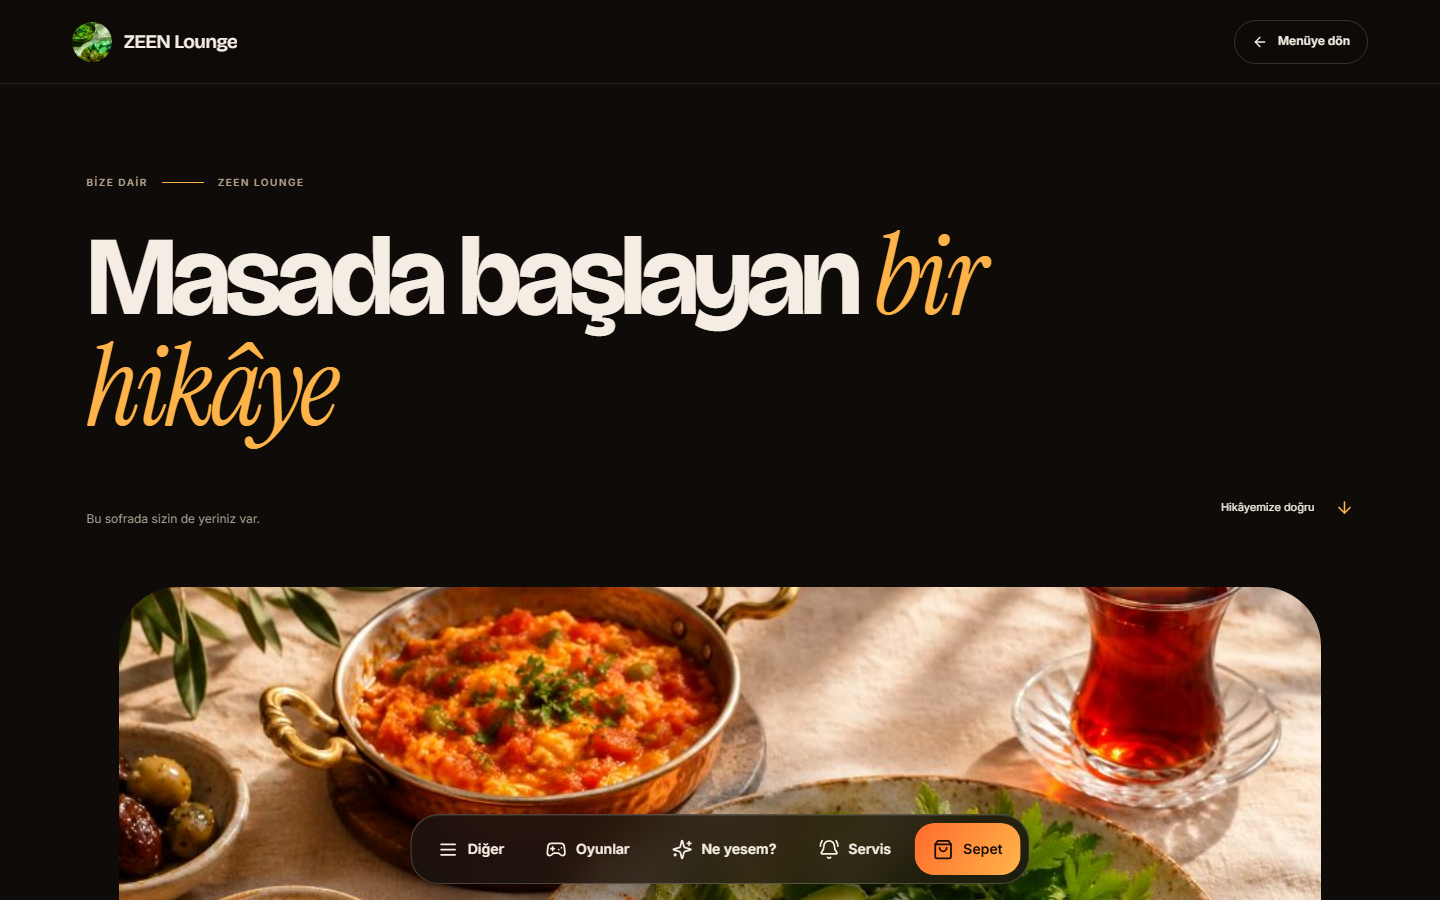 ZEEN Lounge
Menüye dön
BİZE DAİR
ZEEN LOUNGE
Masada başlayan bir
hikâye
Bu sofrada sizin de yeriniz var.
Hikâyemize doğru
Diğer
Oyunlar
Ne yesem?
Servis
Sepet